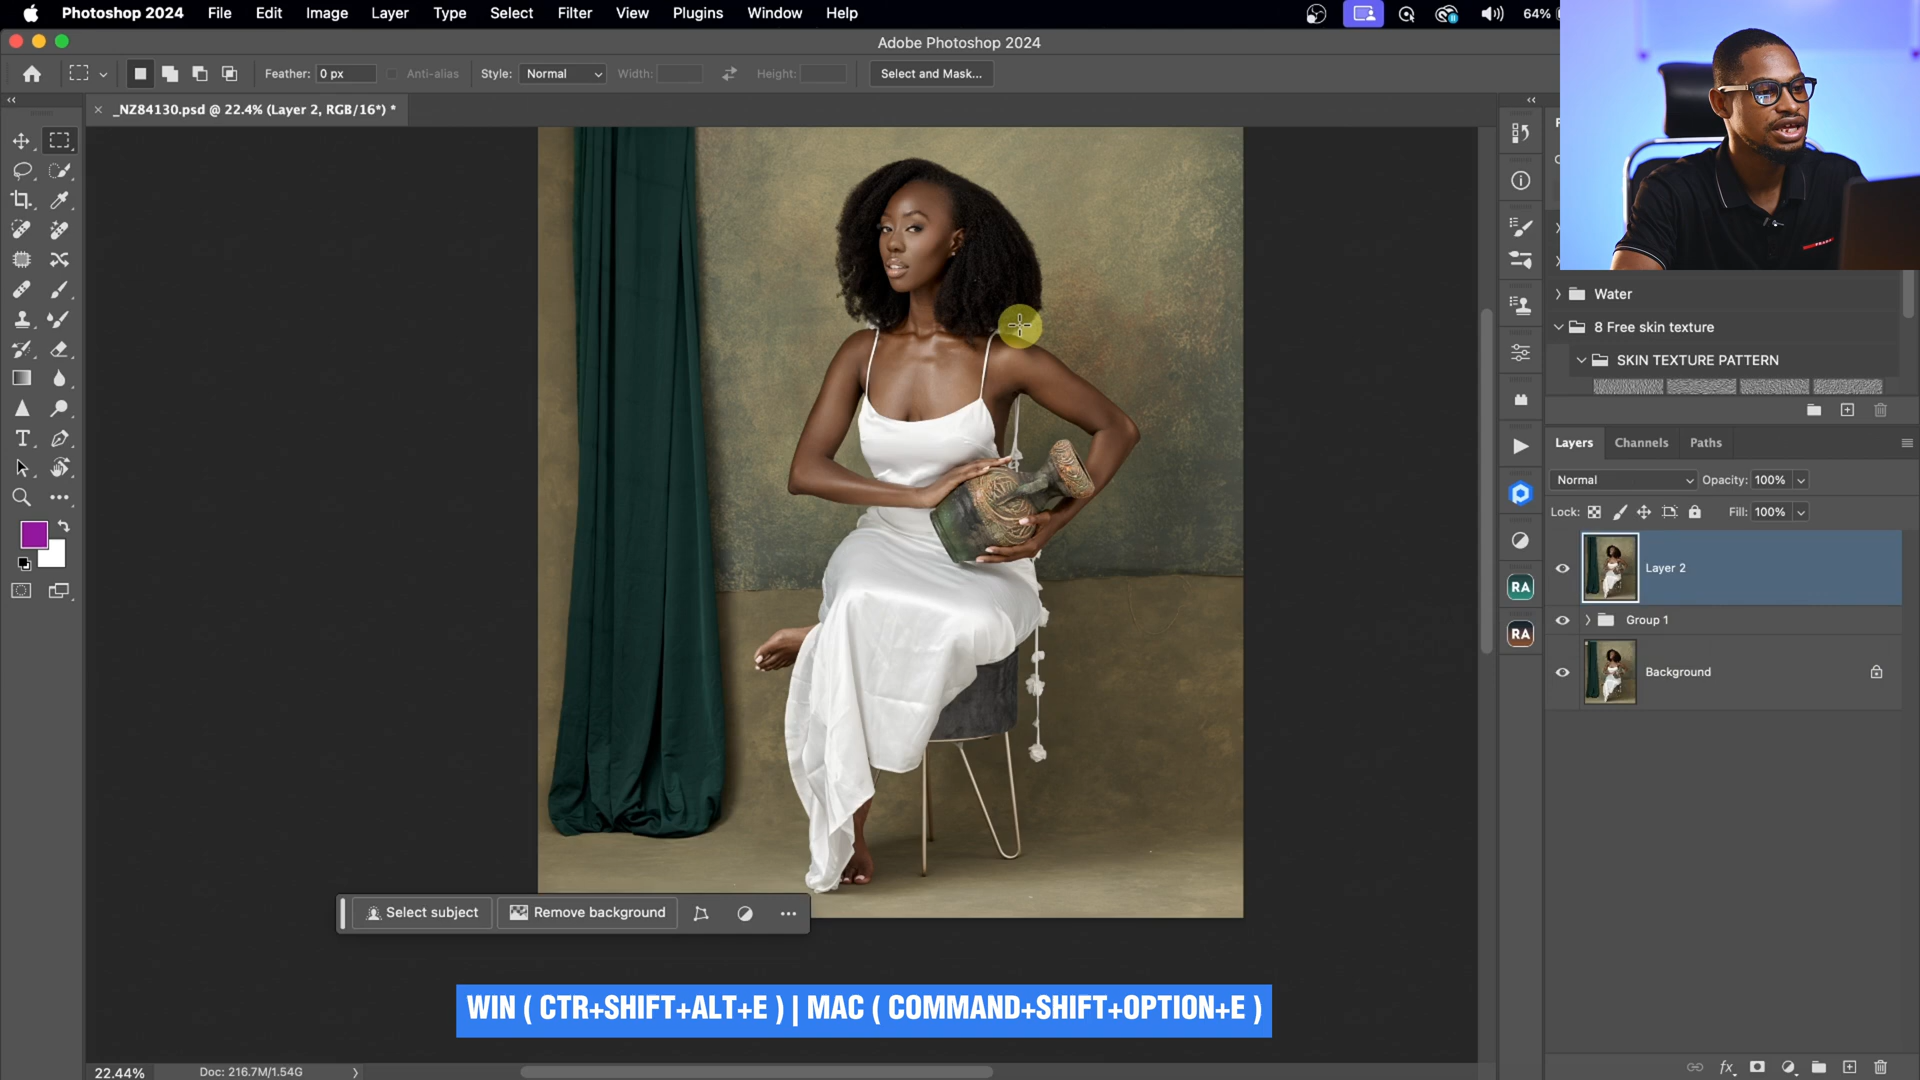 Photoshop 2024 File Edit Image Layer Type Select Filter View Plugins Window Help 64%
Adobe Photoshop 2024
Feather: 0 px Anti-alias Style: Normal Width: Height: Select and Mask...
_NZ84130.psd @ 22.4% (Layer 2, RGB/16*) *
Water
8 Free skin texture
SKIN TEXTURE PATTERN
Layers Channels Paths
Normal Opacity: 100%
Lock: Fill: 100%
Layer 2
RA
Group 1
RA
Background
Select subject Remove background
WIN ( CTR+SHIFT+ALT+E ) | MAC ( COMMAND+SHIFT+OPTION+E )
22.44% Doc: 216.7M/1.54G